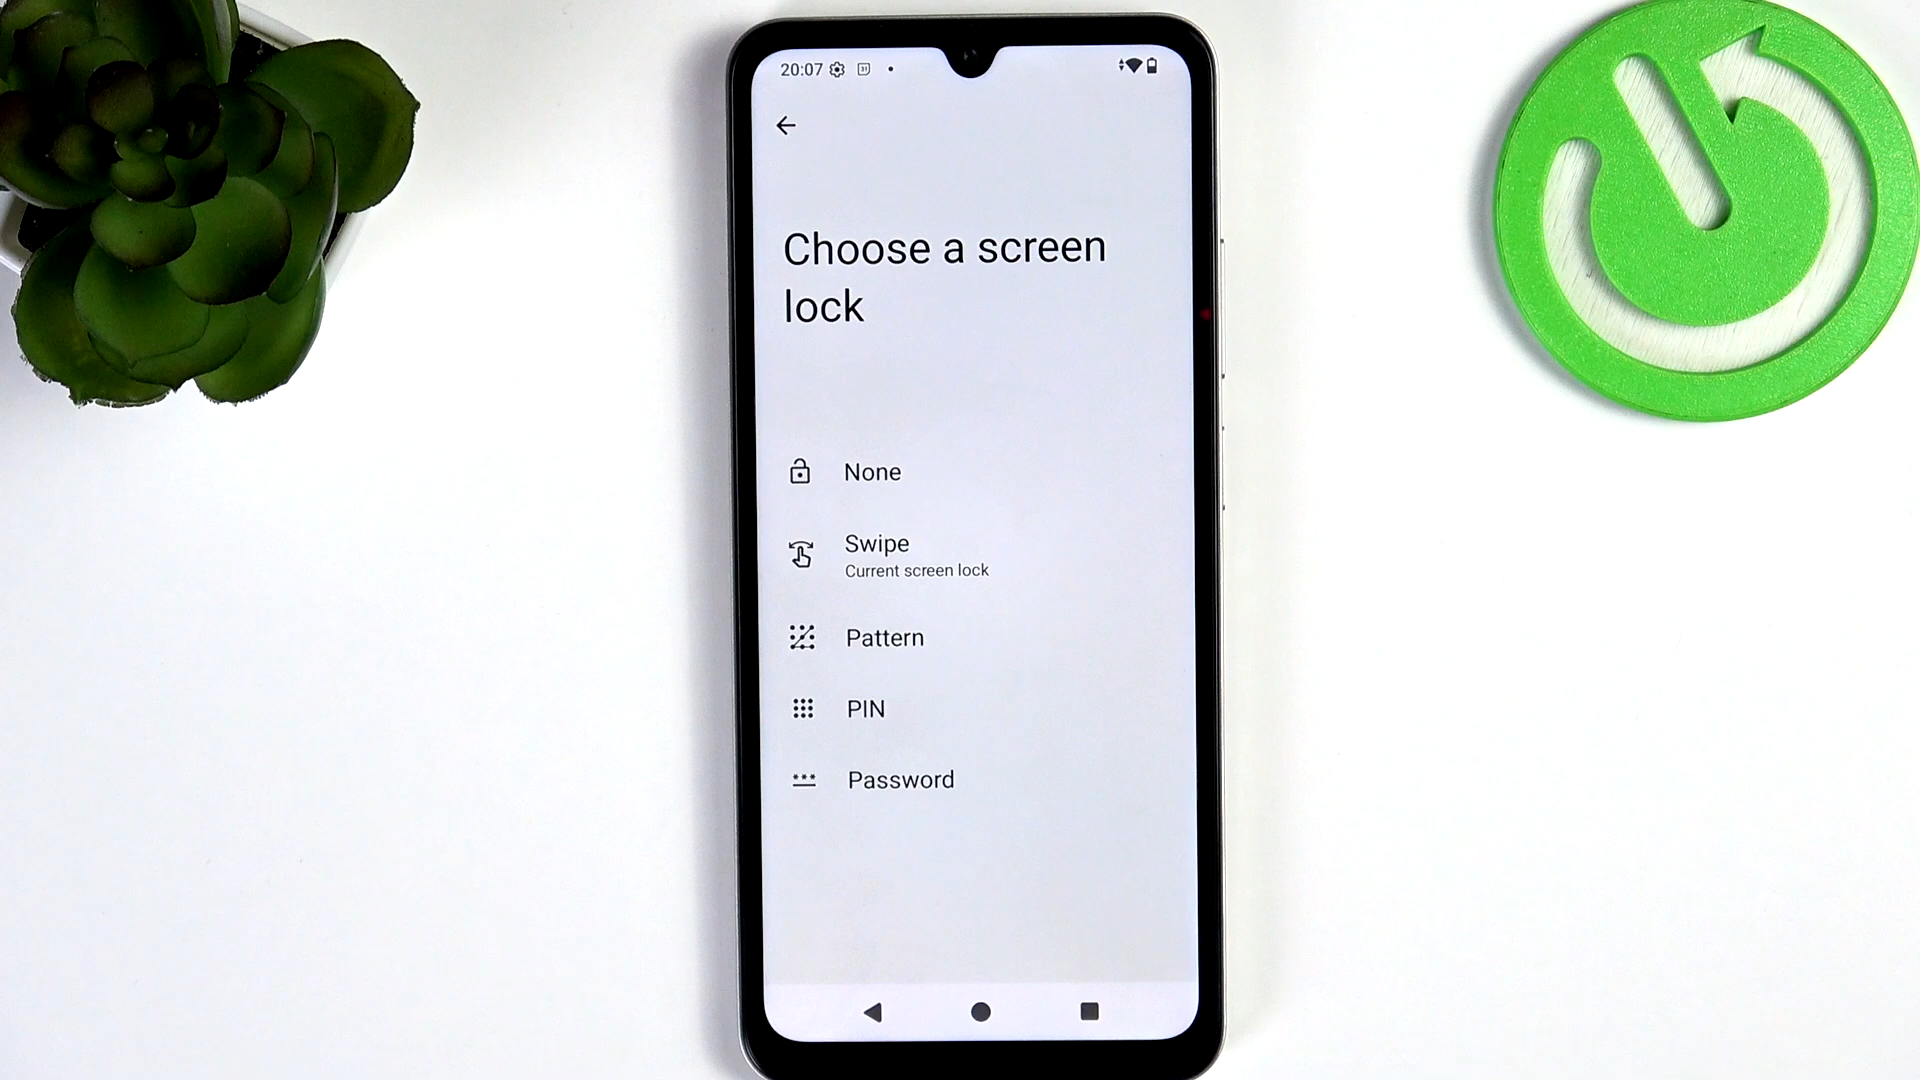 20:07
Choose a screen
lock
None
Swipe
Current screen lock
Pattern
PIN
Password